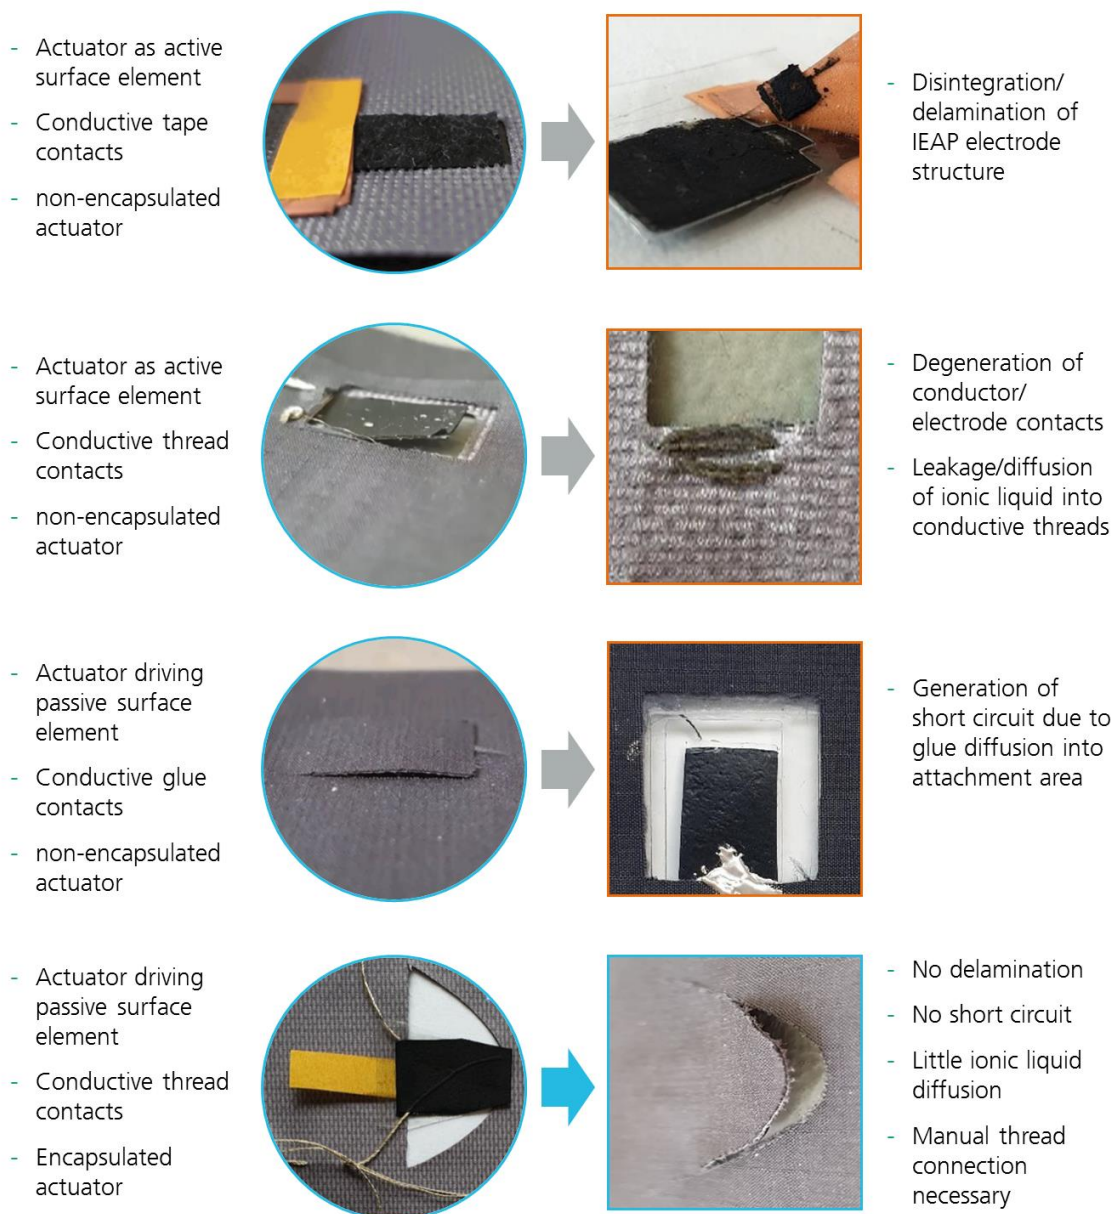 - Actuator as active
surface element
- Conductive tape
contacts
- non-encapsulated
actuator
- Disintegration/
delamination of
IEAP electrode
structure
- Actuator as active
surface element
- Conductive thread
contacts
- non-encapsulated
actuator
- Degeneration of
conductor/
electrode contacts
- Leakage/diffusion
of ionic liquid into
conductive threads
- Actuator driving
passive surface
element
- Conductive glue
contacts
- non-encapsulated
actuator
- Generation of
short circuit due to
glue diffusion into
attachment area
- Actuator driving
passive surface
element
- Conductive thread
contacts
- Encapsulated
actuator
- No delamination
- No short circuit
- Little ionic liquid
diffusion
- Manual thread
connection
necessary